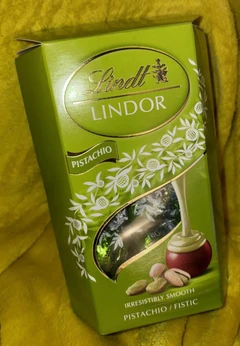 Lindt
LINDOR
PISTACHIO
IRRESISTIBLY SMOOTH
PISTACHIO / FISTIC